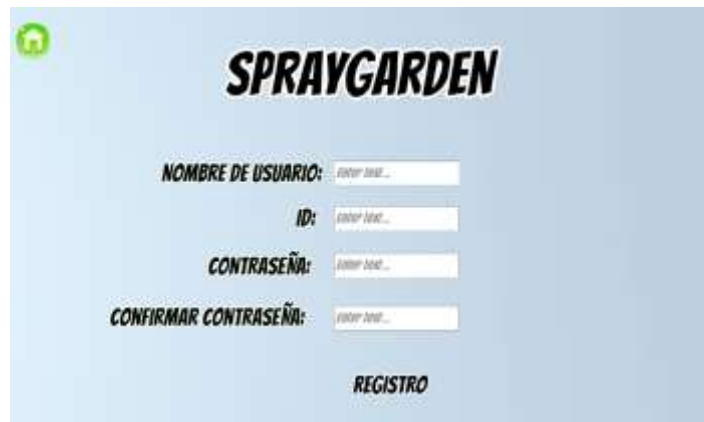 SPRAYGARDEN
NOMBRE DE USUARIO: Enter text...
ID: Enter text...
CONTRASEÑA: Enter text...
CONFIRMAR CONTRASEÑA: Enter text...
REGISTRO